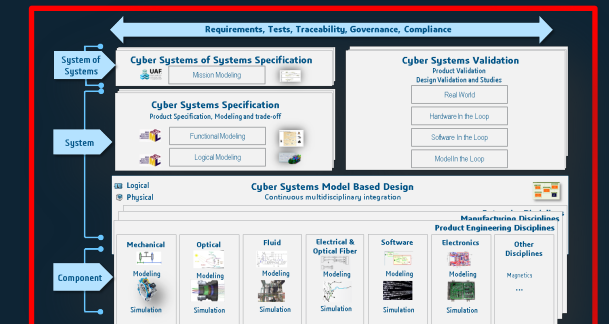 Requirements, Tests, Traceability, Governance, Compliance
System of
Systems
Cyber Systems of Systems Specification
UAF
Mission Modeling
Cyber Systems Validation
Product Validation
Design Validation and Studies
Real World
Hardware In the Loop
Software In the Loop
ModelIn the Loop
System
Cyber Systems Specification
Product Specification, Modeling and trade-off
Functional Modeling
Logical Modeling
Logical
Physical
Cyber Systems Model Based Design
Continuous multidisciplinary integration
Manufacturing Disciplines
Product Engineering Disciplines
Component
Mechanical
Modeling
Simulation
Optical
Modeling
Simulation
Fluid
Modeling
Simulation
Electrical &
Optical Fiber
Modeling
Simulation
Software
Modeling
Simulation
Electronics
Modeling
Simulation
Other
Disciplines
Magnetics
...